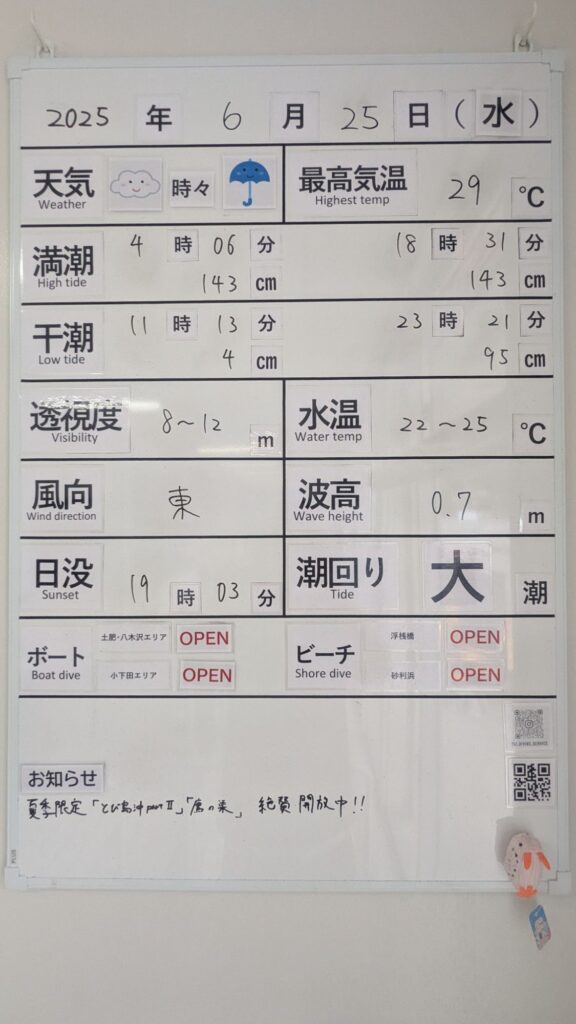 2025 年 6 月 25 日 (水)
天気 時々
Weather
最高気温 29 ℃
Highest temp
満潮 4 時 06 分 18 時 31 分
High tide 143 cm 143 cm
干潮 11 時 13 分 23 時 21 分
Low tide 4 cm 95 cm
透視度 8～12 m
Visibility
水温 22～25 ℃
Water temp
風向 東
Wind direction
波高 0.7 m
Wave height
日没 19 時 03 分
Sunset
潮回り 大 潮
Tide
ボート
Boat dive
土肥・八木沢エリア OPEN
小下田エリア OPEN
ビーチ
Shore dive
浮桟橋 OPEN
砂利浜 OPEN
お知らせ
夏季限定「とび島沖 part Ⅱ」「鷹の巣」 絶賛開放中!!
PLUS